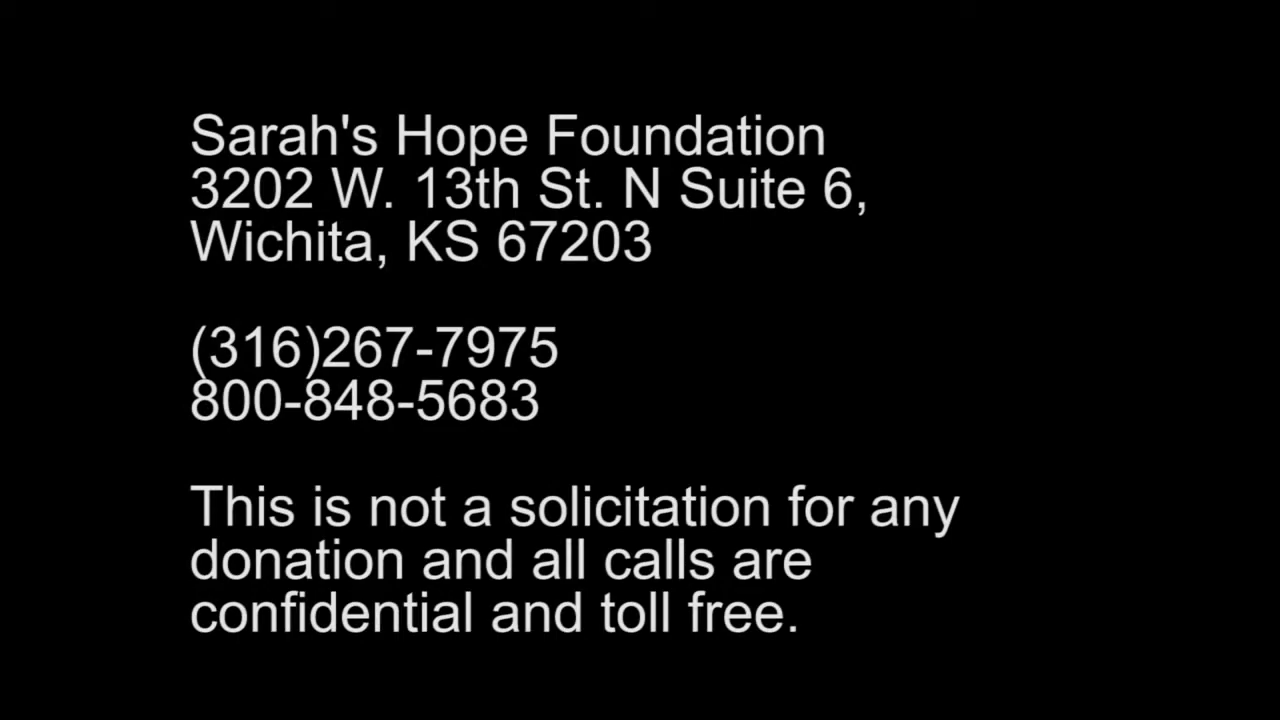 Sarah's Hope Foundation
3202 W. 13th St. N Suite 6,
Wichita, KS 67203
(316)267-7975
800-848-5683
This is not a solicitation for any
donation and all calls are
confidential and toll free.